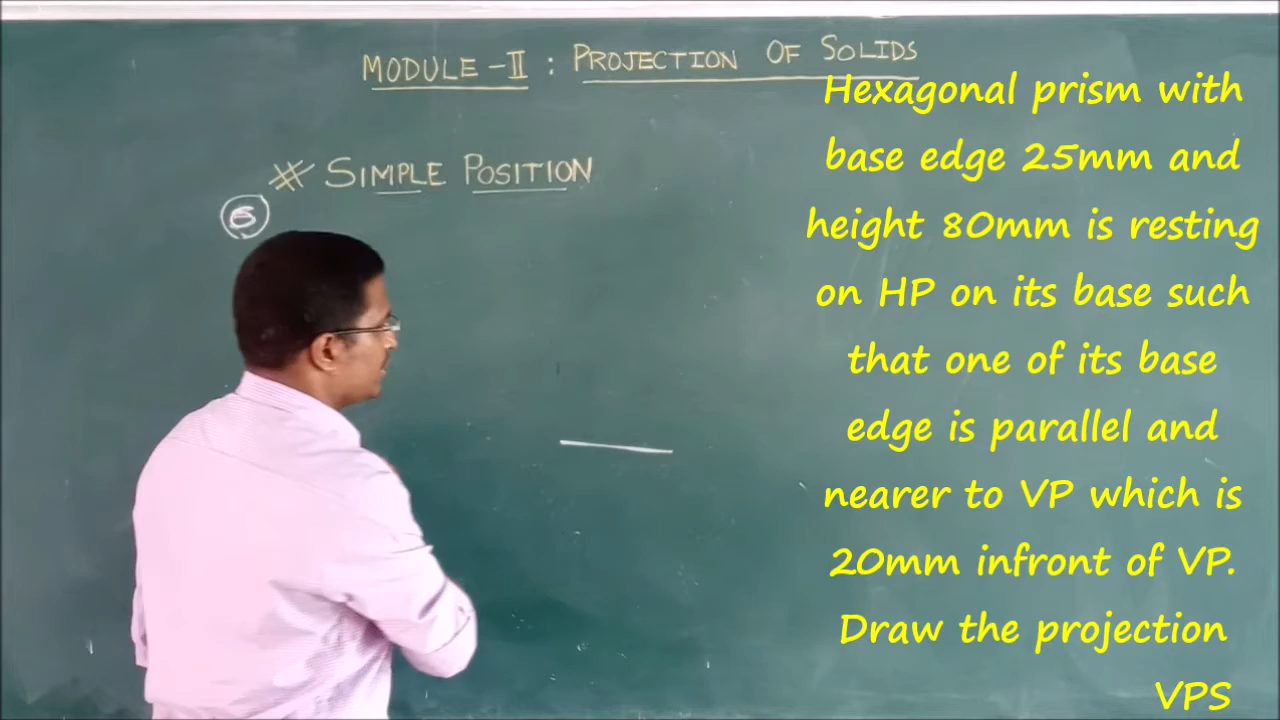 MODULE-II : PROJECTION OF SOLIDS
# SIMPLE POSITION
6
Hexagonal prism with
base edge 25mm and
height 80mm is resting
on HP on its base such
that one of its base
edge is parallel and
nearer to VP which is
20mm infront of VP.
Draw the projection
VPS